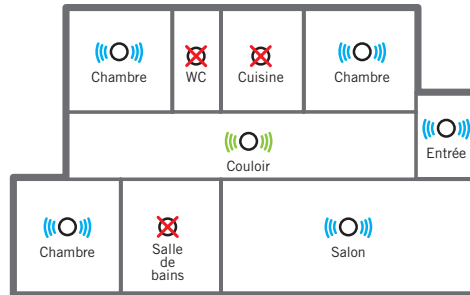 Chambre
WC
Cuisine
Chambre
Entrée
Couloir
Chambre
Salle
de
bains
Salon